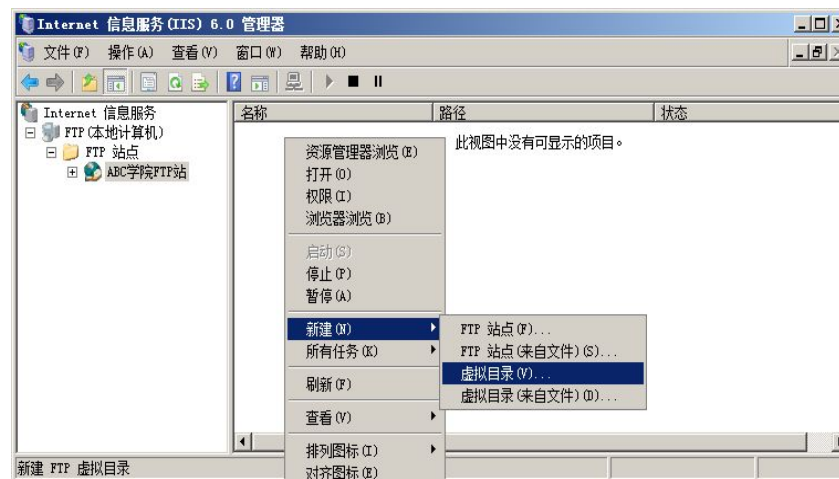 Internet 信息服务(IIS) 6.0 管理器
文件(F) 操作(A) 查看(V) 窗口(W) 帮助(H)
Internet 信息服务
FTP(本地计算机)
FTP 站点
ABC学院FTP站
名称 路径 状态
此视图中没有可显示的项目。
资源管理器浏览(E)
打开(O)
权限(I)
浏览器浏览(B)
启动(S)
停止(P)
暂停(A)
新建(N)
所有任务(K)
刷新(F)
查看(V)
排列图标(I)
对齐图标(E)
FTP 站点(F)...
FTP 站点(来自文件)(S)...
虚拟目录(V)...
虚拟目录(来自文件)(D)...
新建 FTP 虚拟目录